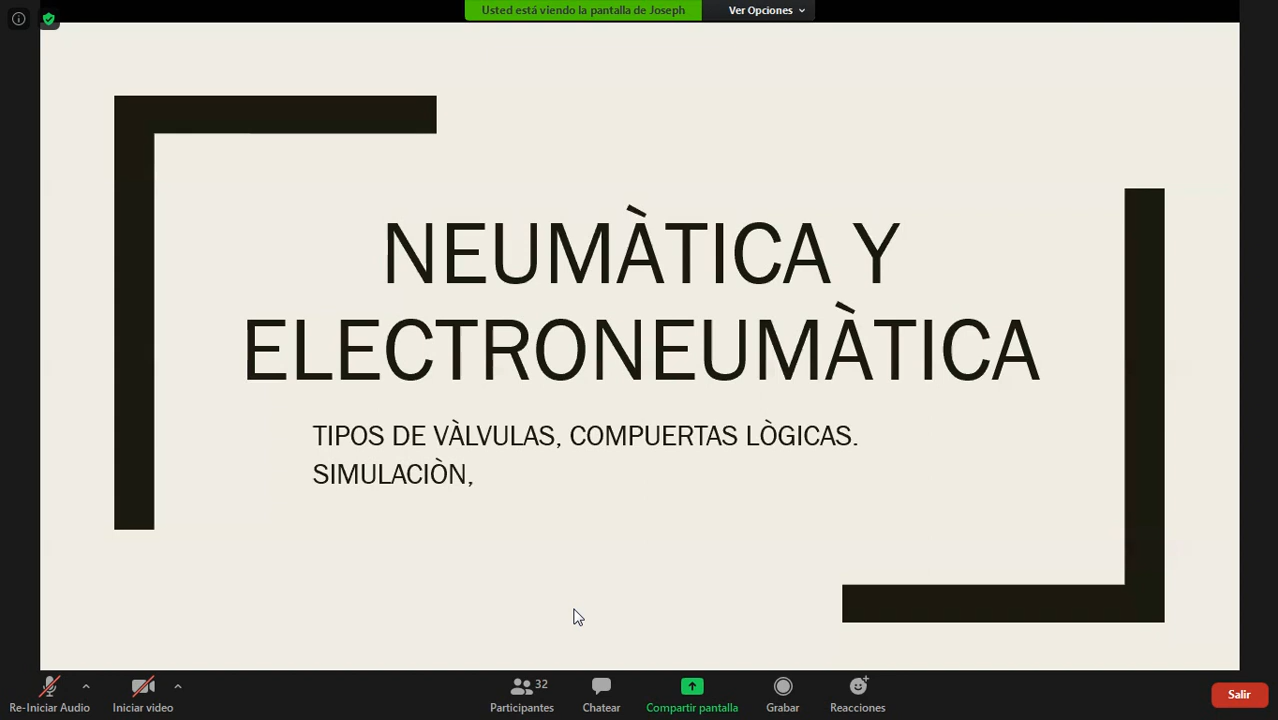 Usted está viendo la pantalla de Joseph
Ver Opciones
NEUMÀTICA Y
ELECTRONEUMÀTICA
TIPOS DE VÀLVULAS, COMPUERTAS LÒGICAS.
SIMULACIÒN,
Re-Iniciar Audio
Iniciar video
32
Participantes
Chatear
Compartir pantalla
Grabar
Reacciones
Salir